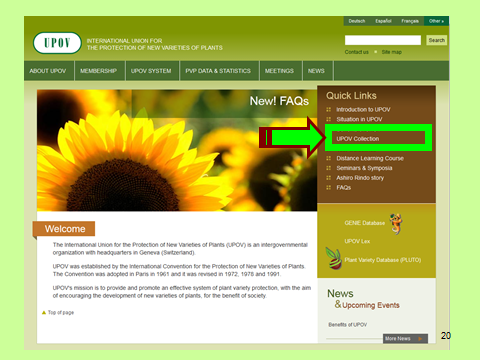 Deutsch Español Français Other »
UPOV
INTERNATIONAL UNION FOR
THE PROTECTION OF NEW VARIETIES OF PLANTS
Search
Contact us Site map
ABOUT UPOV MEMBERSHIP UPOV SYSTEM PVP DATA & STATISTICS MEETINGS NEWS
New! FAQs
Quick Links
Introduction to UPOV
Situation in UPOV
UPOV Collection
Distance Learning Course
Seminars & Symposia
Ashiro Rindo story
FAQs
GENIE Database
UPOV Lex
Plant Variety Database (PLUTO)
Welcome
The International Union for the Protection of New Varieties of Plants (UPOV) is an intergovernmental
organization with headquarters in Geneva (Switzerland).
UPOV was established by the International Convention for the Protection of New Varieties of Plants.
The Convention was adopted in Paris in 1961 and it was revised in 1972, 1978 and 1991.
UPOV's mission is to provide and promote an effective system of plant variety protection, with the aim
of encouraging the development of new varieties of plants, for the benefit of society.
Top of page
News
& Upcoming Events
Benefits of UPOV
More News
20